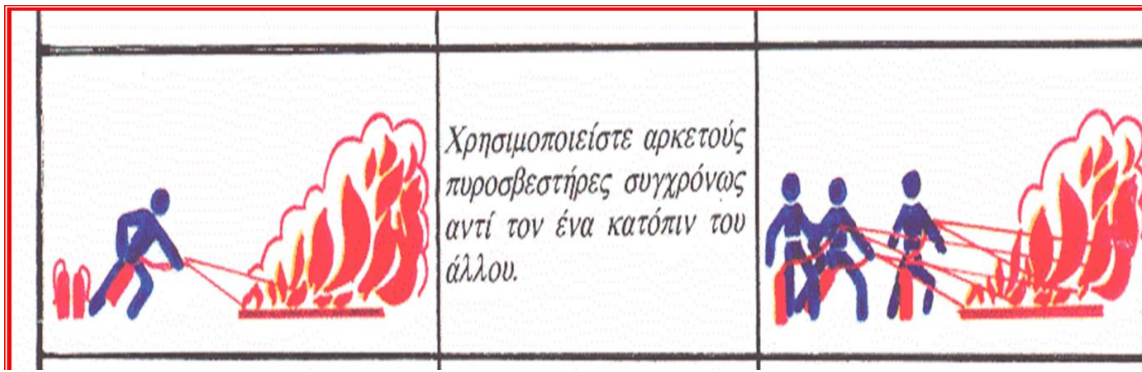 Χρησιμοποιείστε αρκετούς
πυροσβεστήρες συγχρόνως
αντί τον ένα κατόπιν του
άλλου.